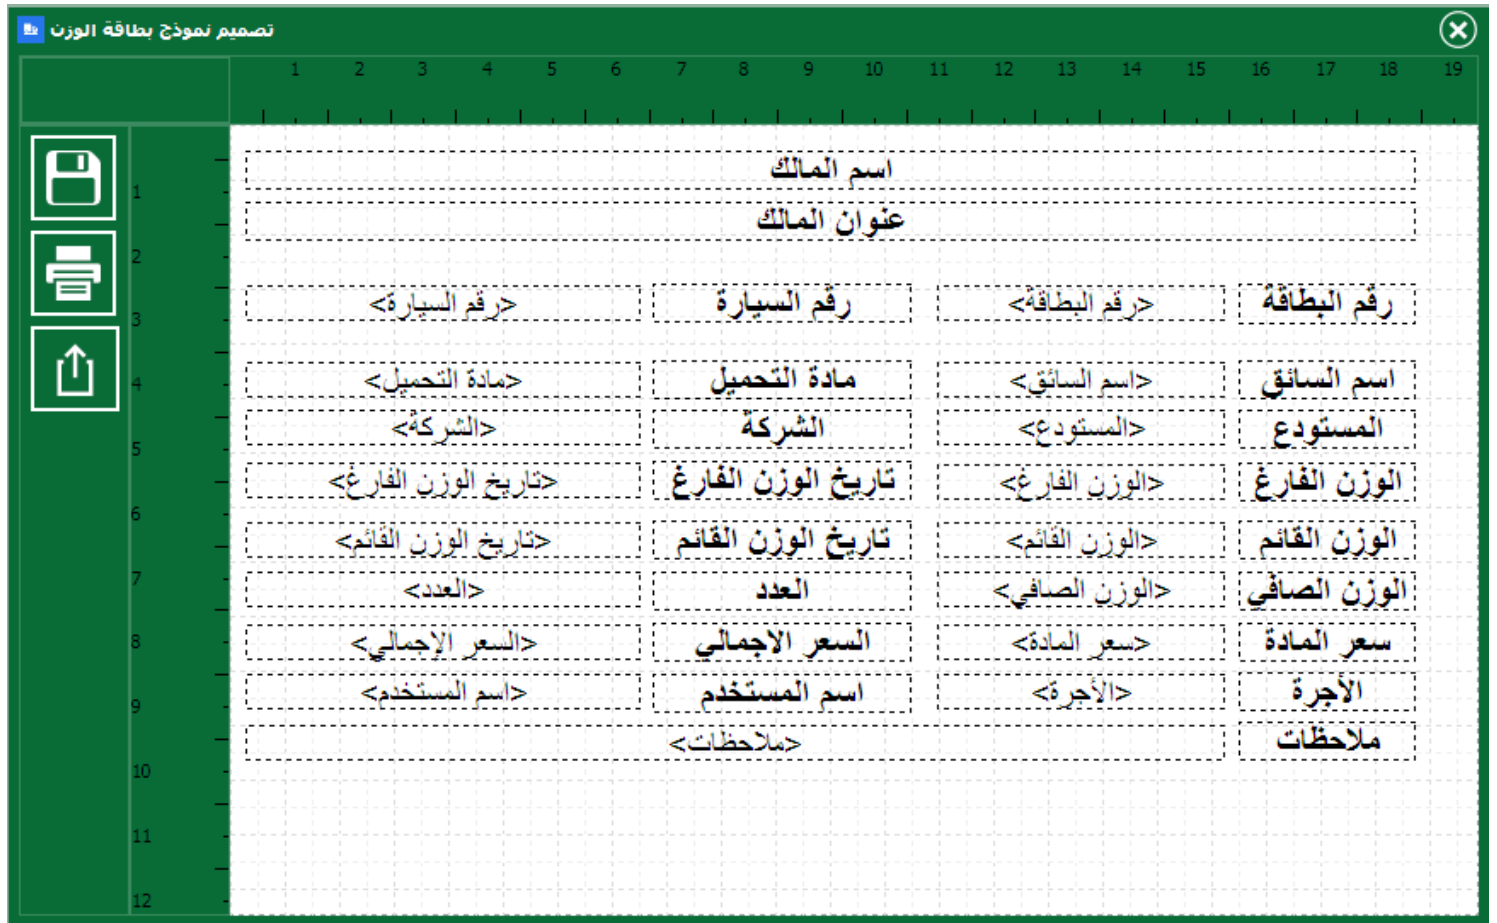 تصميم نموذج بطاقة الوزن
1 2 3 4 5 6 7 8 9 10 11 12 13 14 15 16 17 18 19
اسم المالك
1
عنوان المالك
2
رقم البطاقة <رقم البطاقة> رقم السيارة <رقم السيارة>
3
اسم السائق <اسم السائق> مادة التحميل <مادة التحميل>
4
المستودع <المستودع> الشركة <الشركة>
5
الوزن الفارغ <الوزن الفارغ> تاريخ الوزن الفارغ <تاريخ الوزن الفارغ>
6
الوزن القائم <الوزن القائم> تاريخ الوزن القائم <تاريخ الوزن القائم>
7
الوزن الصافي <الوزن الصافي> العدد <العدد>
8
سعر المادة <سعر المادة> السعر الاجمالي <السعر الإجمالي>
الأجرة <الأجرة> اسم المستخدم <اسم المستخدم>
9
ملاحظات <ملاحظات>
10
11
12